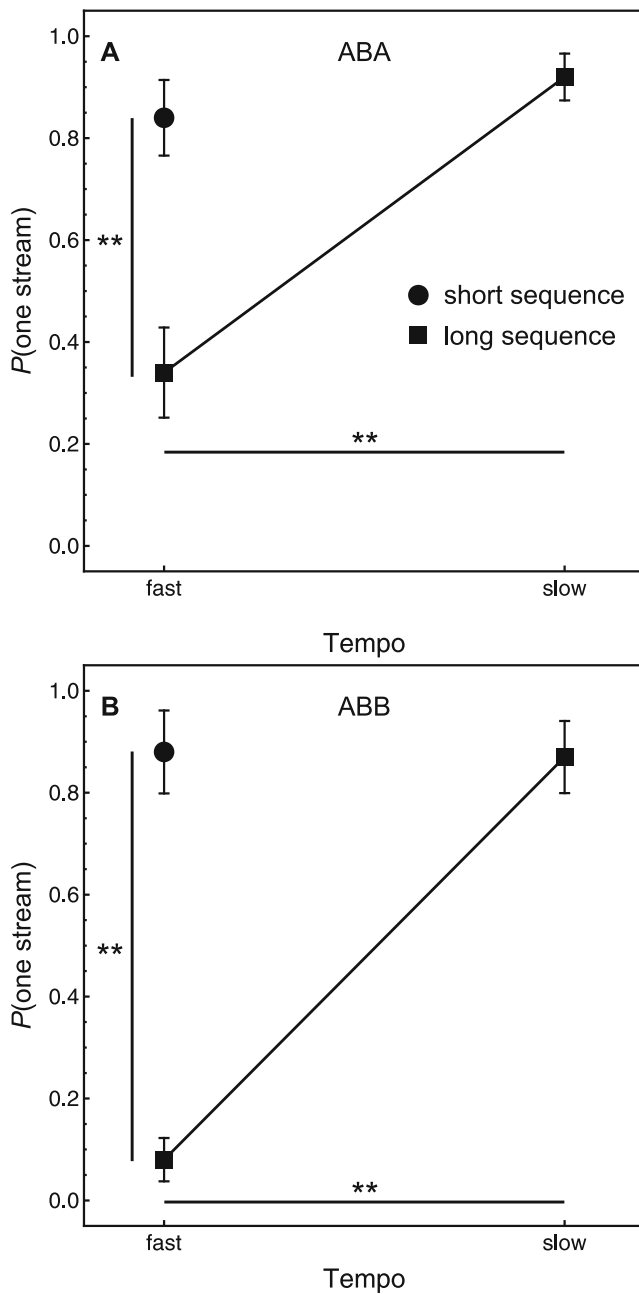 A ABA
1.0
0.8
0.6
0.4
0.2
0.0
P(one stream)
**
short sequence
long sequence
**
fast slow
Tempo
B ABB
1.0
0.8
0.6
0.4
0.2
0.0
P(one stream)
**
**
fast slow
Tempo